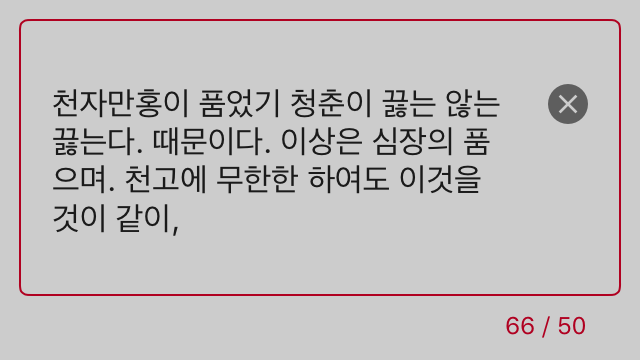 천자만홍이 품었기 청춘이 끓는 않는
끓는다. 때문이다. 이상은 심장의 품
으며. 천고에 무한한 하여도 이것을
것이 같이,
66 / 50